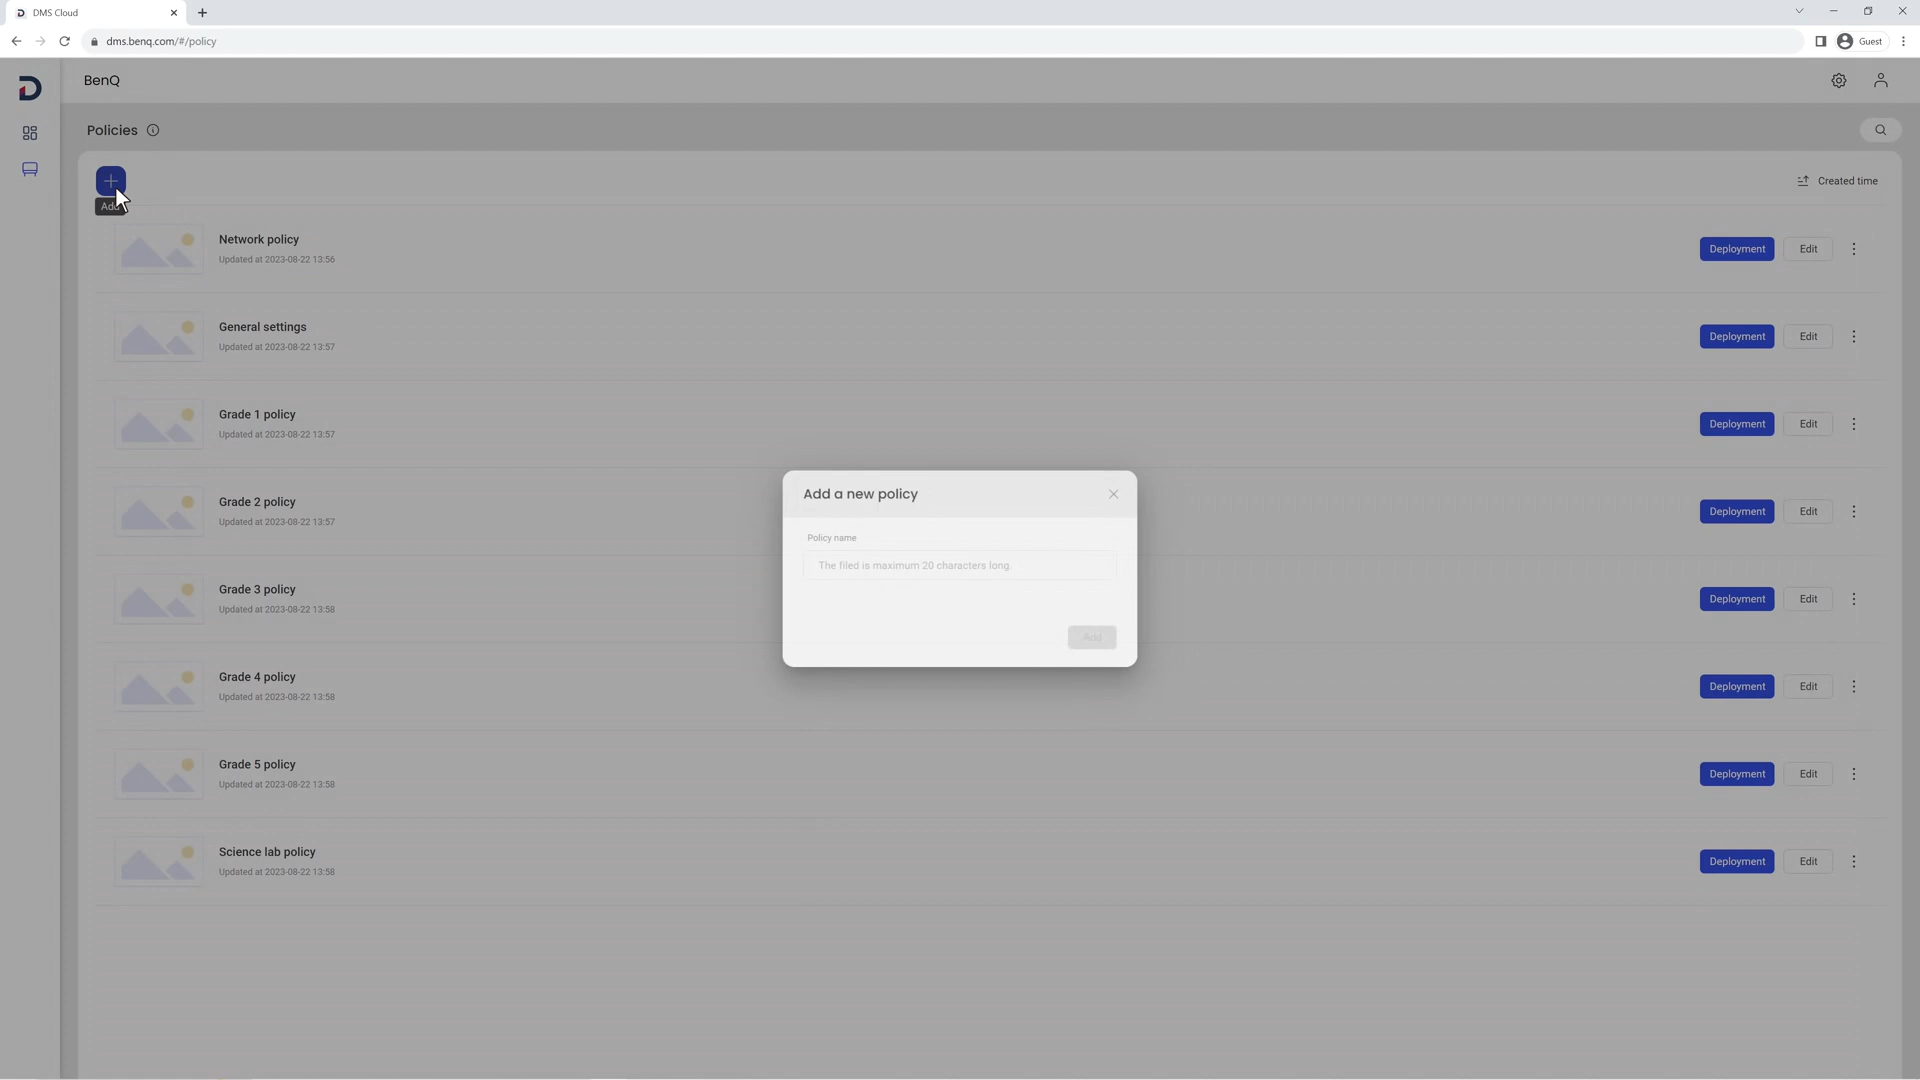 DMS Cloud
dms.benq.com/#/policy
Guest
BenQ
Policies
Created time
Add
Network policy
Updated at 2023-08-22 13:56
Deployment
Edit
General settings
Updated at 2023-08-22 13:57
Deployment
Edit
Grade 1 policy
Updated at 2023-08-22 13:57
Deployment
Edit
Grade 2 policy
Updated at 2023-08-22 13:57
Deployment
Edit
Grade 3 policy
Updated at 2023-08-22 13:58
Deployment
Edit
Grade 4 policy
Updated at 2023-08-22 13:58
Deployment
Edit
Grade 5 policy
Updated at 2023-08-22 13:58
Deployment
Edit
Science lab policy
Updated at 2023-08-22 13:58
Deployment
Edit
Add a new policy
Policy name
The filed is maximum 20 characters long.
Add